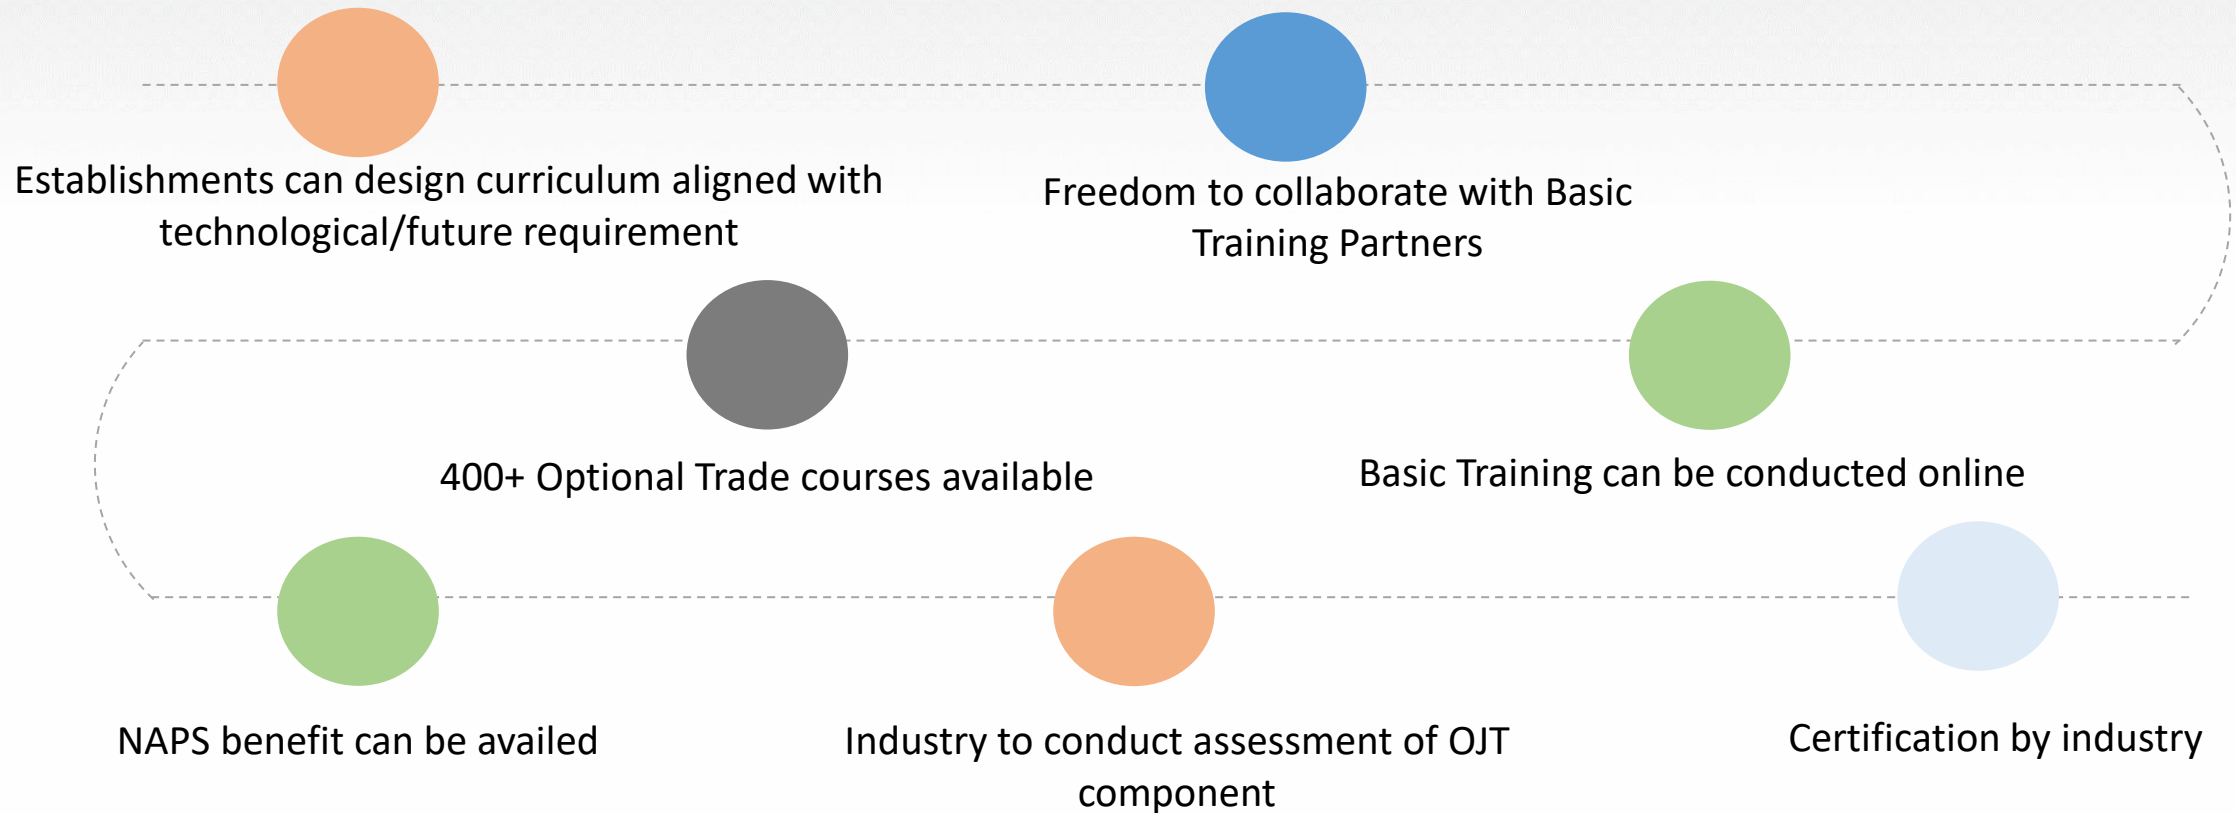 Establishments can design curriculum aligned with
technological/future requirement
Freedom to collaborate with Basic
Training Partners
400+ Optional Trade courses available
Basic Training can be conducted online
NAPS benefit can be availed
Industry to conduct assessment of OJT
component
Certification by industry